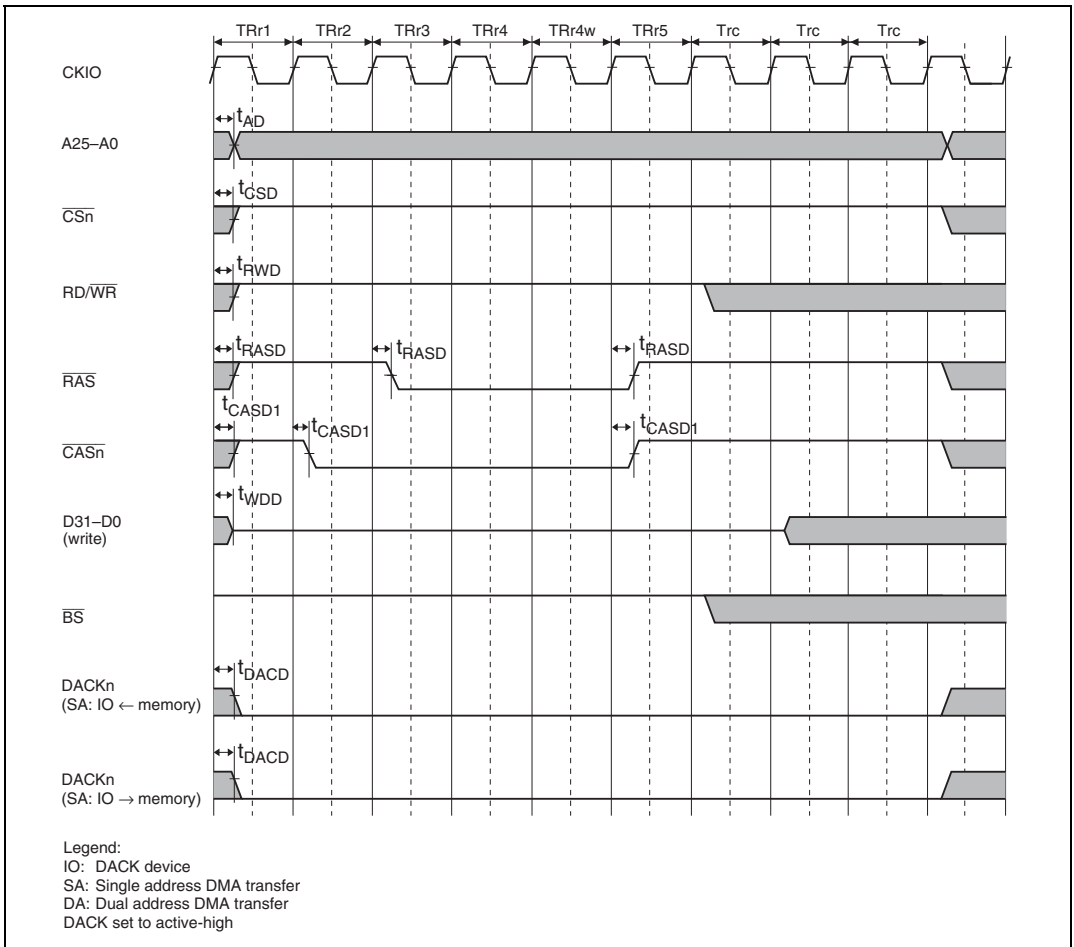 TRr1 TRr2 TRr3 TRr4 TRr4w TRr5 Trc Trc Trc
CKIO
tAD
A25–A0
tCSD
CSn
tRWD
RD/WR
tRASD tRASD tRASD
RAS
tCASD1 tCASD1 tCASD1
CASn
tWDD
D31–D0
(write)
BS
tDACD
DACKn
(SA: IO ← memory)
tDACD
DACKn
(SA: IO → memory)
Legend:
IO: DACK device
SA: Single address DMA transfer
DA: Dual address DMA transfer
DACK set to active-high